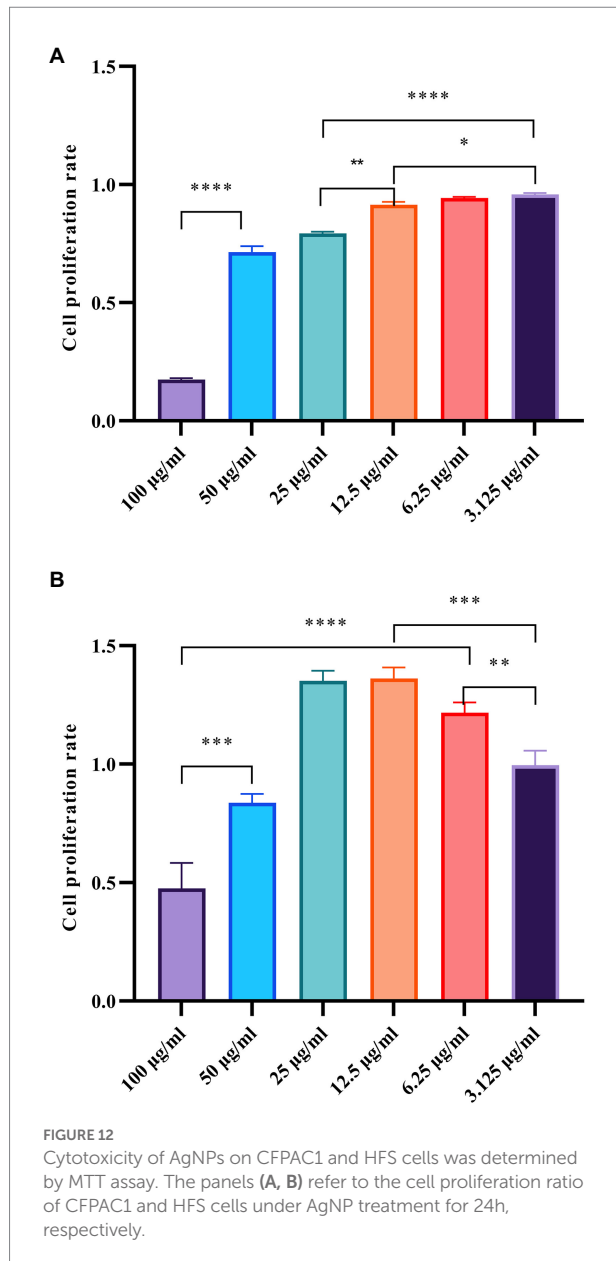 A
1.5
1.0
0.5
0.0
Cell proliferation rate
****
**
*
****
100 µg/ml
50 µg/ml
25 µg/ml
12.5 µg/ml
6.25 µg/ml
3.125 µg/ml
B
1.5
1.0
0.5
0.0
Cell proliferation rate
***
****
**
***
100 µg/ml
50 µg/ml
25 µg/ml
12.5 µg/ml
6.25 µg/ml
3.125 µg/ml
FIGURE 12
Cytotoxicity of AgNPs on CFPAC1 and HFS cells was determined
by MTT assay. The panels (A, B) refer to the cell proliferation ratio
of CFPAC1 and HFS cells under AgNP treatment for 24h,
respectively.